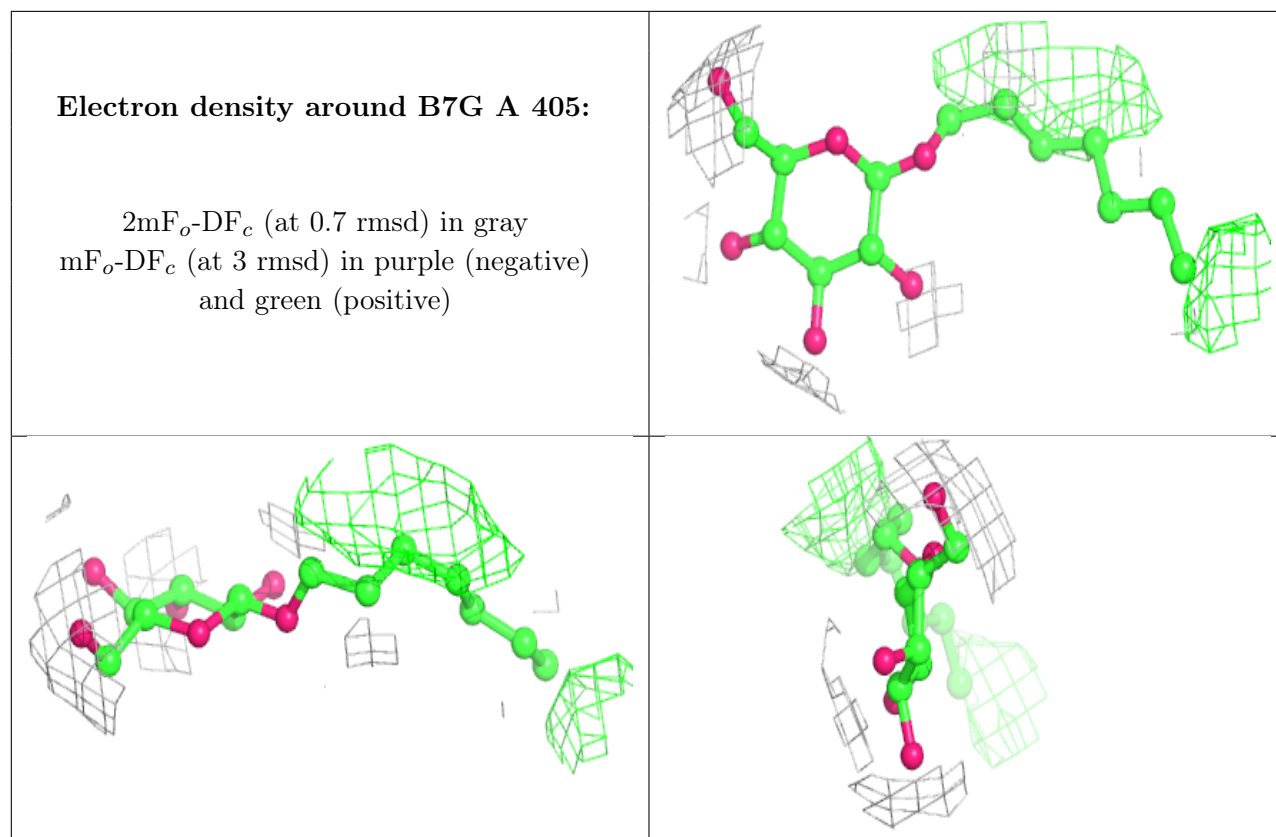 Electron density around B7G A 405:
2mFₒ-DF𝒸 (at 0.7 rmsd) in gray
mFₒ-DF𝒸 (at 3 rmsd) in purple (negative)
and green (positive)